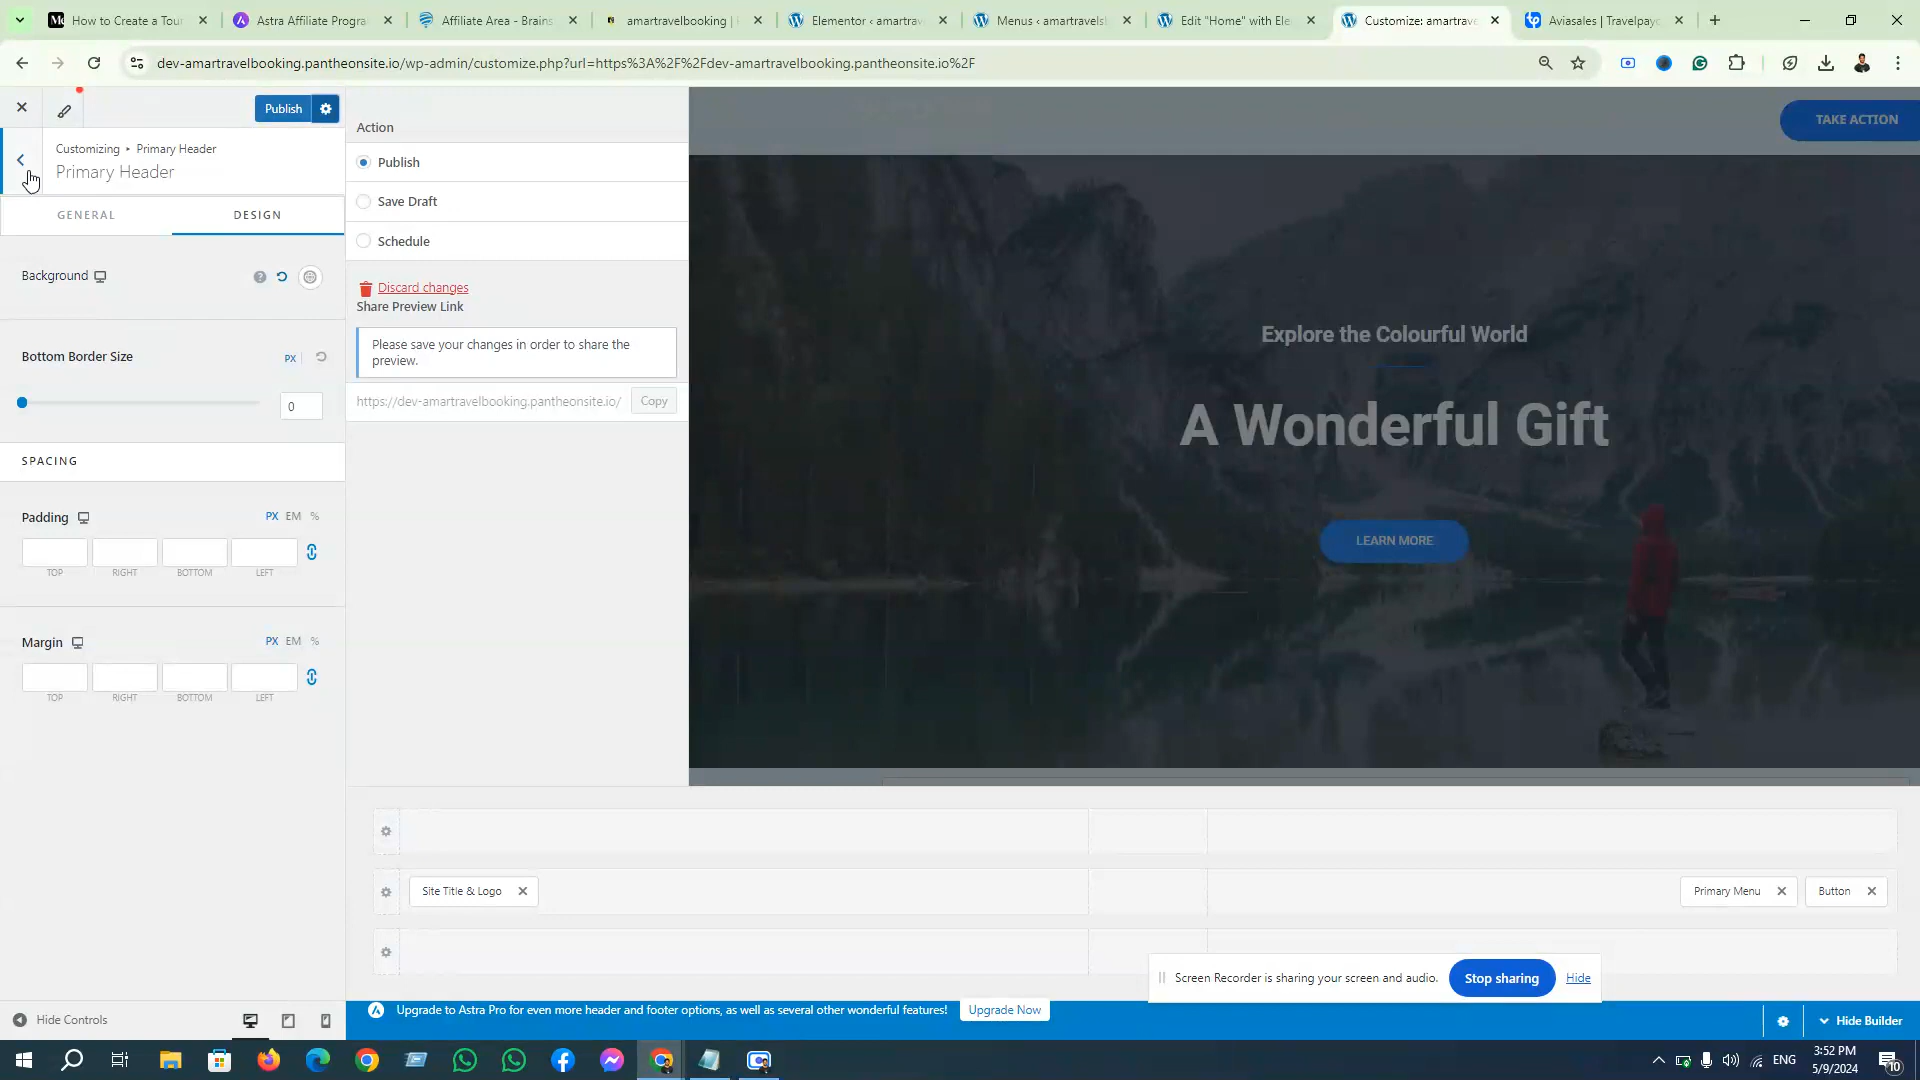 How to Create a Tour
Astra Affiliate Progra
Affiliate Area - Brains
amartravelbooking |
Elementor ‹ amartrav
Menus ‹ amartravels
Edit "Home" with Ele
Customize: amartrave
Aviasales | Travelpayo
dev-amartravelbooking.pantheonsite.io/wp-admin/customize.php?url=https%3A%2F%2Fdev-amartravelbooking.pantheonsite.io%2F
Publish
Customizing ▸ Primary Header
Primary Header
GENERAL
DESIGN
Background
Bottom Border Size
PX
0
SPACING
Padding
PX EM %
TOP RIGHT BOTTOM LEFT
Margin
PX EM %
TOP RIGHT BOTTOM LEFT
Hide Controls
Action
Publish
Save Draft
Schedule
Discard changes
Share Preview Link
Please save your changes in order to share the
preview.
https://dev-amartravelbooking.pantheonsite.io/
Copy
TAKE ACTION
Explore the Colourful World
A Wonderful Gift
LEARN MORE
Site Title & Logo
Primary Menu
Button
Screen Recorder is sharing your screen and audio.
Stop sharing
Hide
Upgrade to Astra Pro for even more header and footer options, as well as several other wonderful features!
Upgrade Now
Hide Builder
ENG
3:52 PM
5/9/2024
10